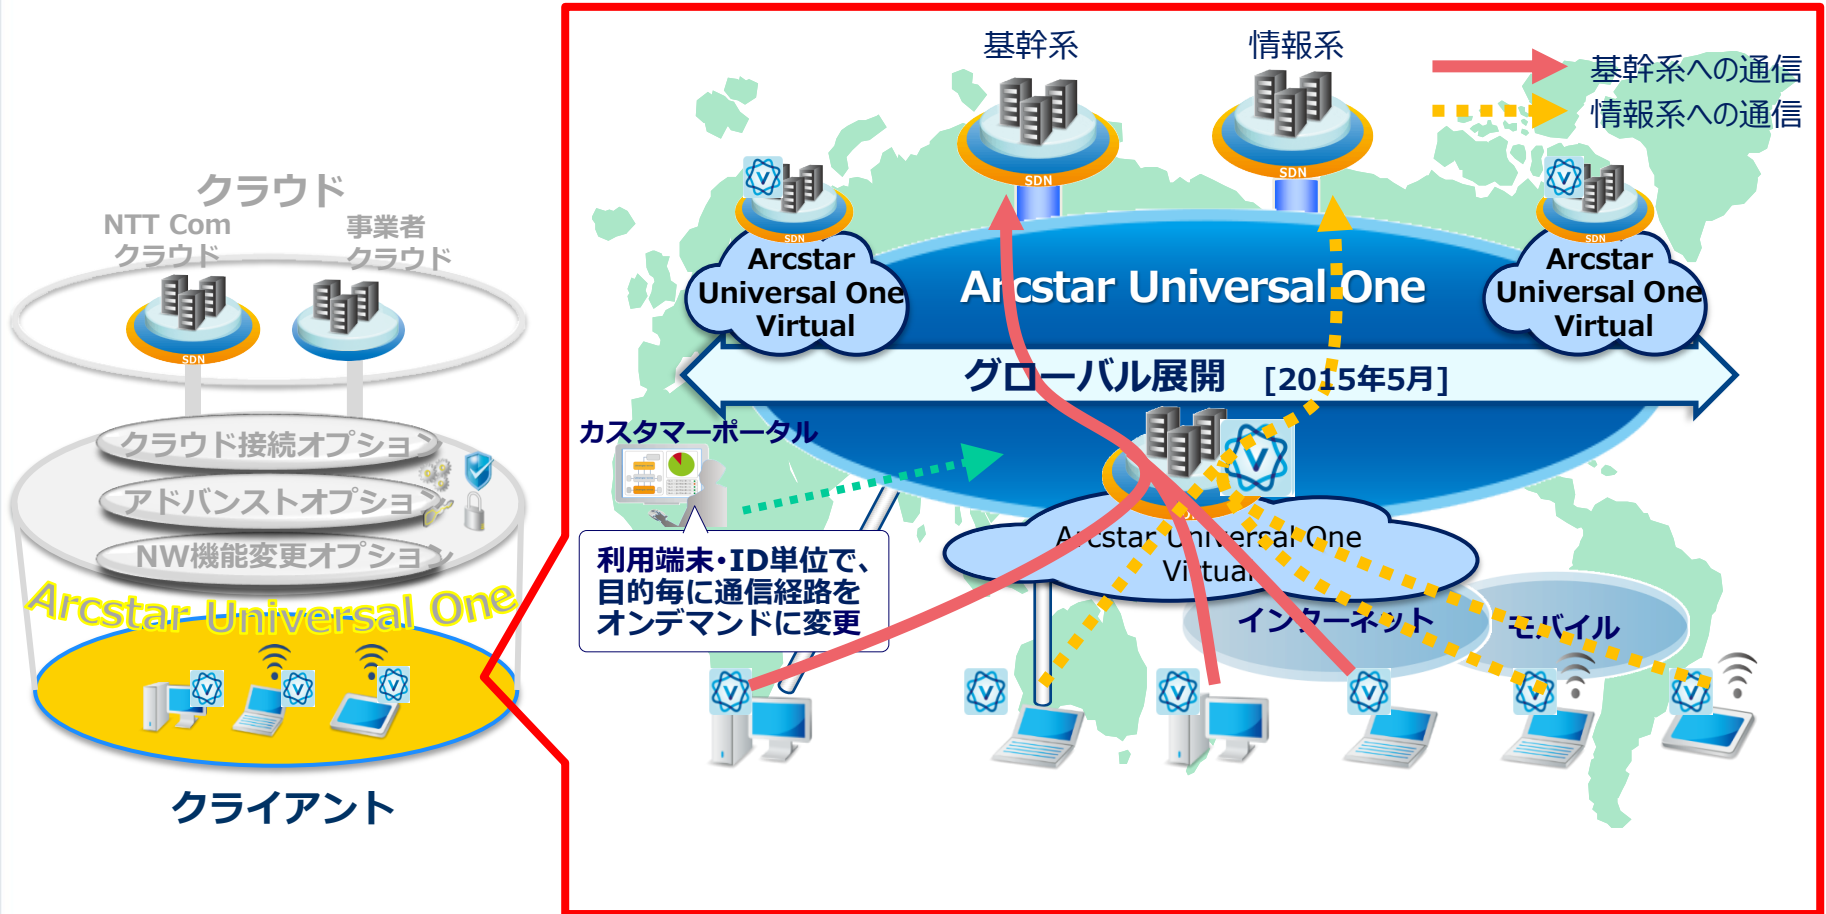 クラウド
NTT Com
クラウド
事業者
クラウド
SDN
クラウド接続オプション
アドバンストオプション
NW機能変更オプション
Arcstar Universal One
クライアント
基幹系
情報系
基幹系への通信
情報系への通信
SDN
SDN
SDN
SDN
Arcstar
Universal One
Virtual
Arcstar Universal One
Arcstar
Universal One
Virtual
グローバル展開 [2015年5月]
カスタマーポータル
利用端末・ID単位で、
目的毎に通信経路を
オンデマンドに変更
Arcstar Universal One
Virtual
インターネット
モバイル